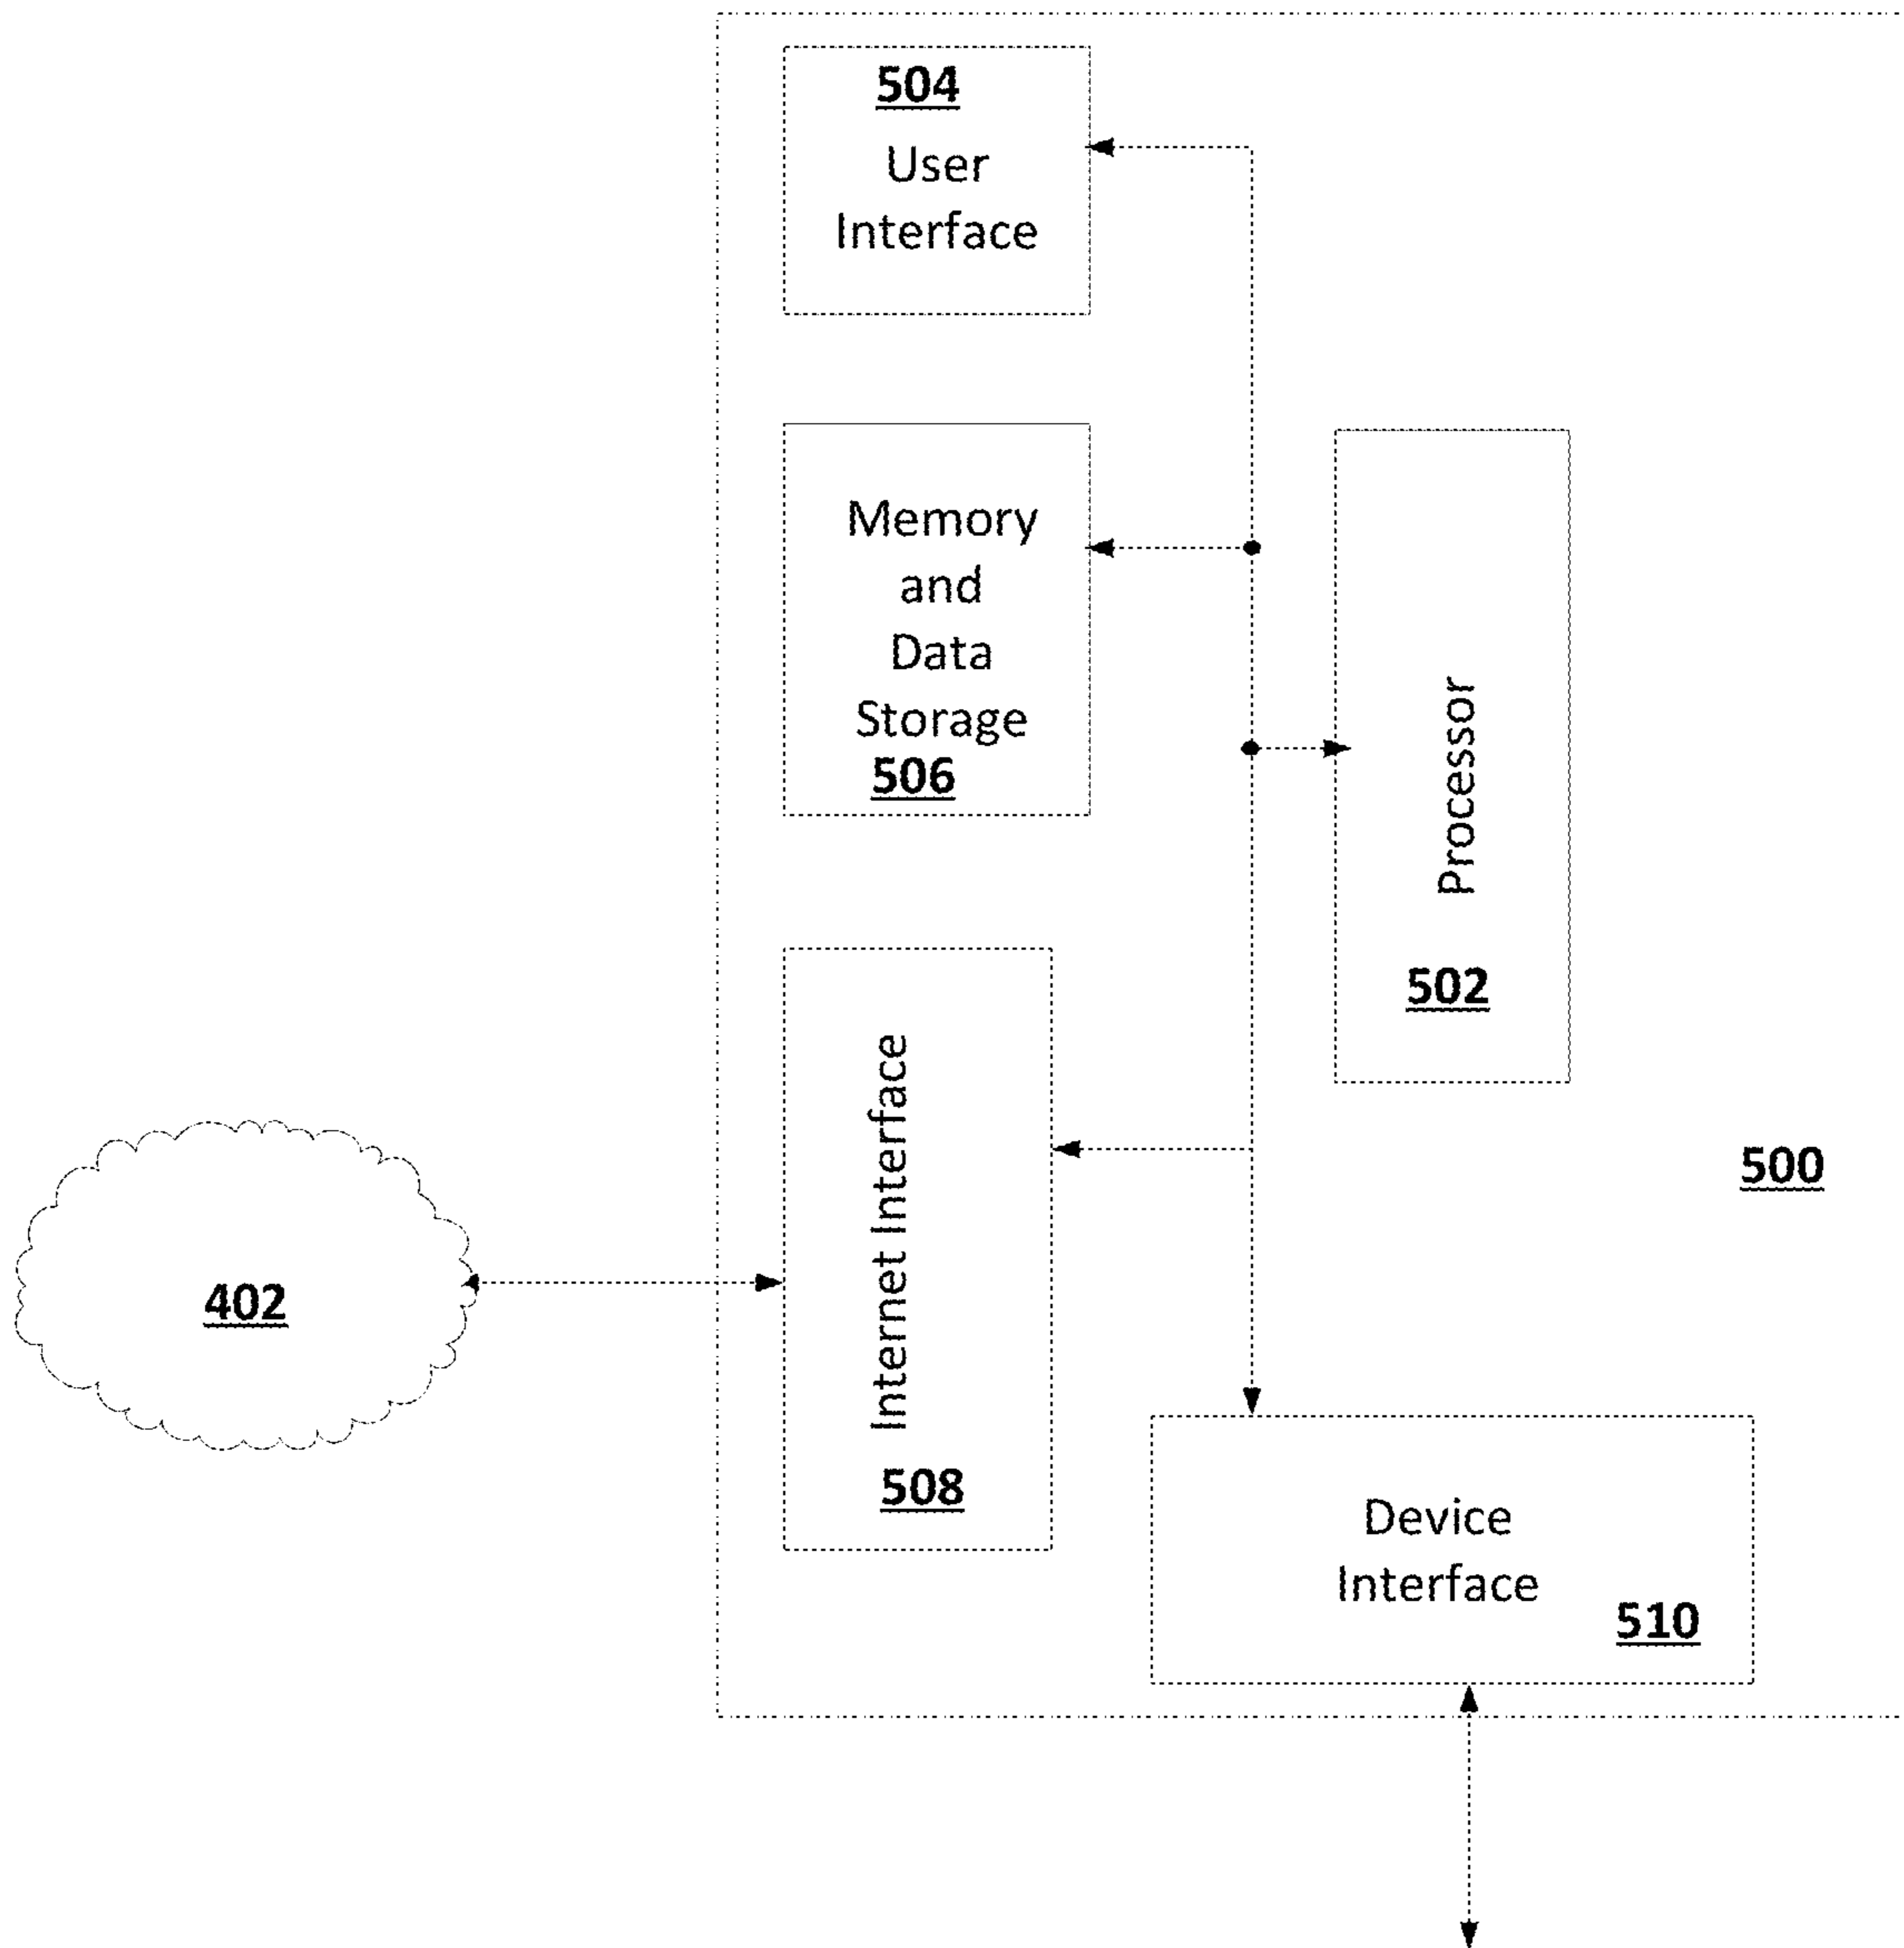 504
User
Interface
Memory
and
Data
Storage
506
Processor
502
Internet Interface
508
500
402
Device
Interface
510